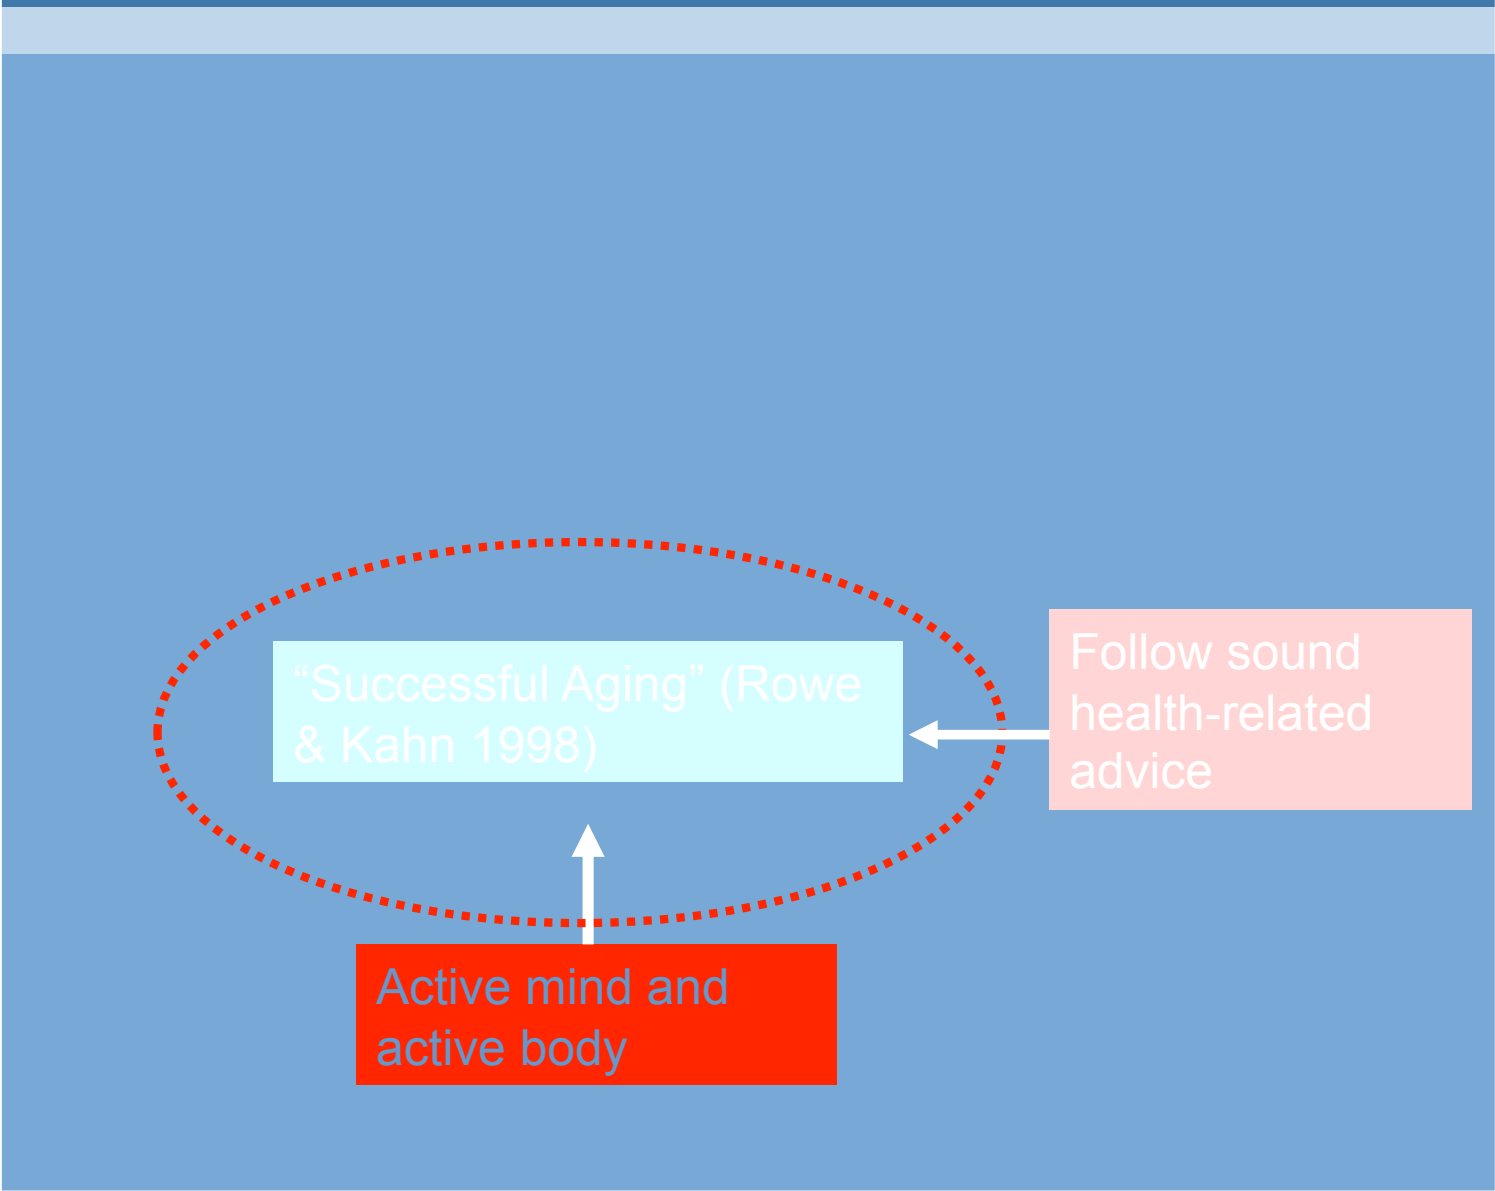 “Successful Aging” (Rowe
& Kahn 1998)
Follow sound
health-related
advice
Active mind and
active body